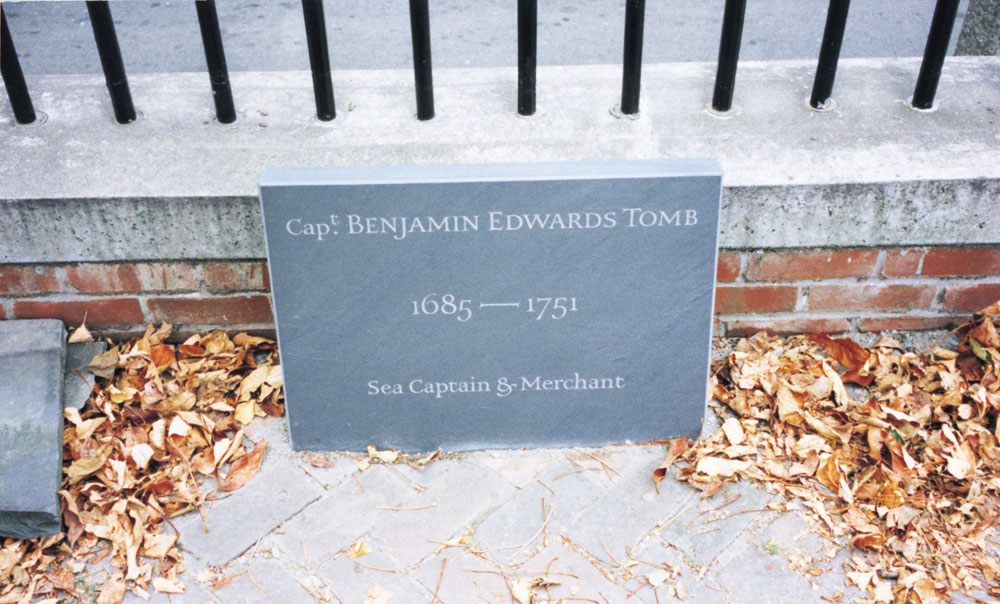 Capt. BENJAMIN EDWARDS TOMB
1685 — 1751
Sea Captain & Merchant